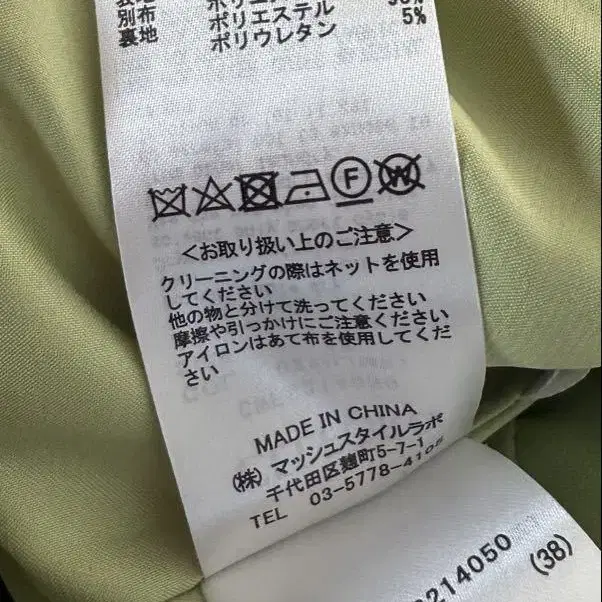 別布 ポリエステル
裏地 ポリウレタン 5%
F W
<お取り扱い上のご注意>
クリーニングの際はネットを使用
してください
他の物と分けて洗ってください
摩擦や引っかけにご注意ください
アイロンはあて布を使用してくだ
さい
MADE IN CHINA
(株) マッシュスタイルラボ
千代田区麹町5-7-1
TEL 03-5778-410
214050
(38)